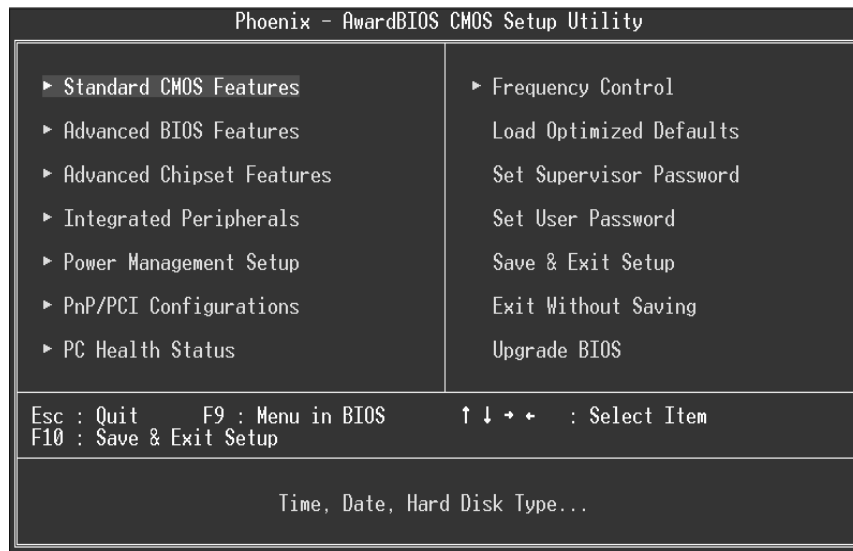 Phoenix - AwardBIOS CMOS Setup Utility
► Standard CMOS Features
► Advanced BIOS Features
► Advanced Chipset Features
► Integrated Peripherals
► Power Management Setup
► PnP/PCI Configurations
► PC Health Status
► Frequency Control
Load Optimized Defaults
Set Supervisor Password
Set User Password
Save & Exit Setup
Exit Without Saving
Upgrade BIOS
Esc : Quit F9 : Menu in BIOS ↑ ↓ → ← : Select Item
F10 : Save & Exit Setup
Time, Date, Hard Disk Type...